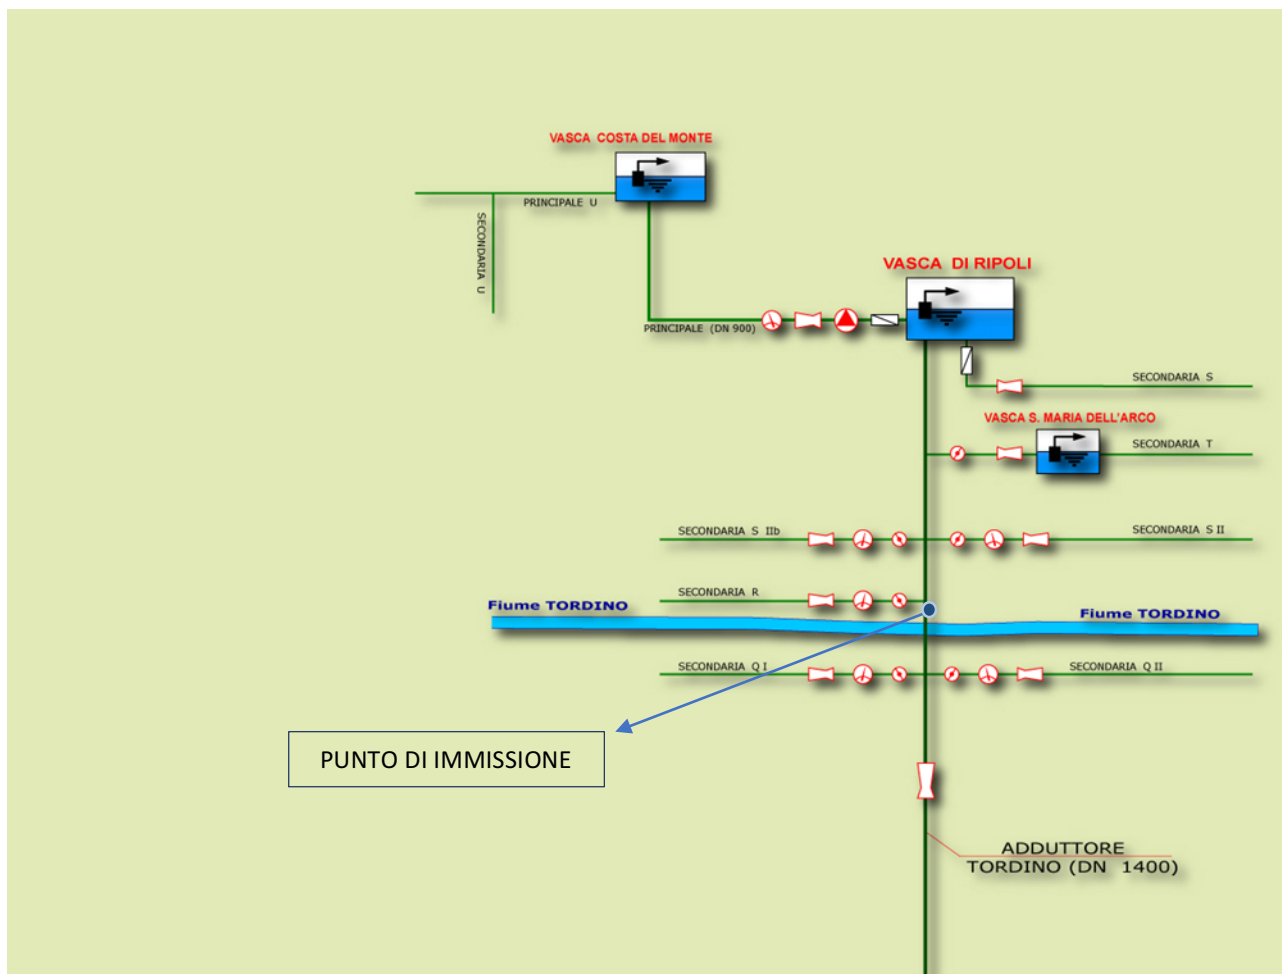 VASCA COSTA DEL MONTE
PRINCIPALE U
SECONDARIA U
VASCA DI RIPOLI
PRINCIPALE (DN 900)
SECONDARIA S
VASCA S. MARIA DELL'ARCO
SECONDARIA T
SECONDARIA S IIb
SECONDARIA S II
SECONDARIA R
Fiume TORDINO
Fiume TORDINO
SECONDARIA Q I
SECONDARIA Q II
PUNTO DI IMMISSIONE
ADDUTTORE
TORDINO (DN 1400)